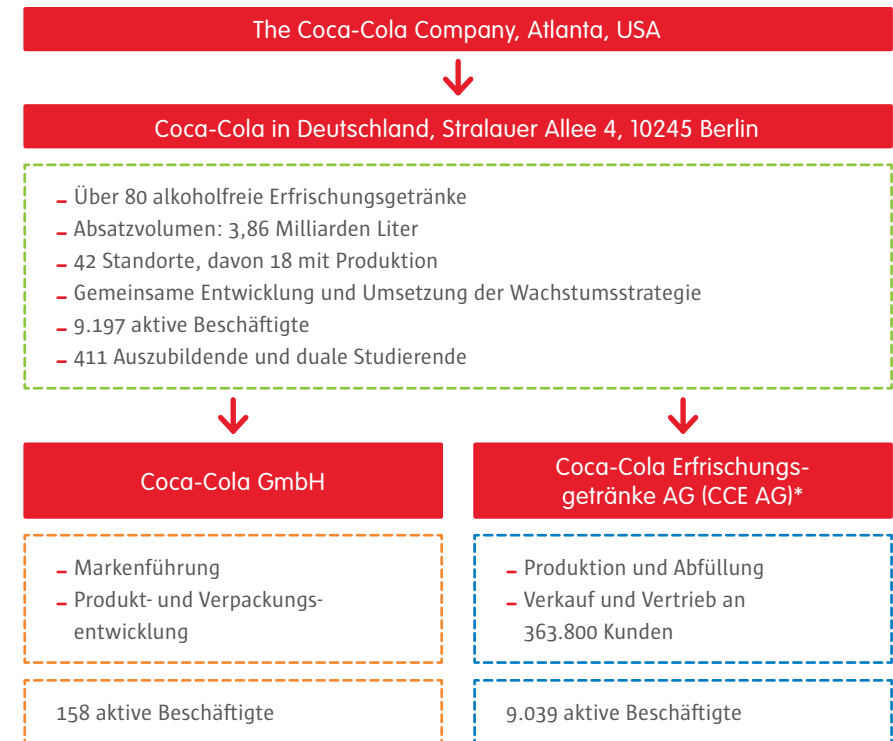 The Coca-Cola Company, Atlanta, USA
Coca-Cola in Deutschland, Stralauer Allee 4, 10245 Berlin
– Über 80 alkoholfreie Erfrischungsgetränke
– Absatzvolumen: 3,86 Milliarden Liter
– 42 Standorte, davon 18 mit Produktion
– Gemeinsame Entwicklung und Umsetzung der Wachstumsstrategie
– 9.197 aktive Beschäftigte
– 411 Auszubildende und duale Studierende
Coca-Cola GmbH
– Markenführung
– Produkt- und Verpackungs-
entwicklung
158 aktive Beschäftigte
Coca-Cola Erfrischungs-
getränke AG (CCE AG)*
– Produktion und Abfüllung
– Verkauf und Vertrieb an
363.800 Kunden
9.039 aktive Beschäftigte